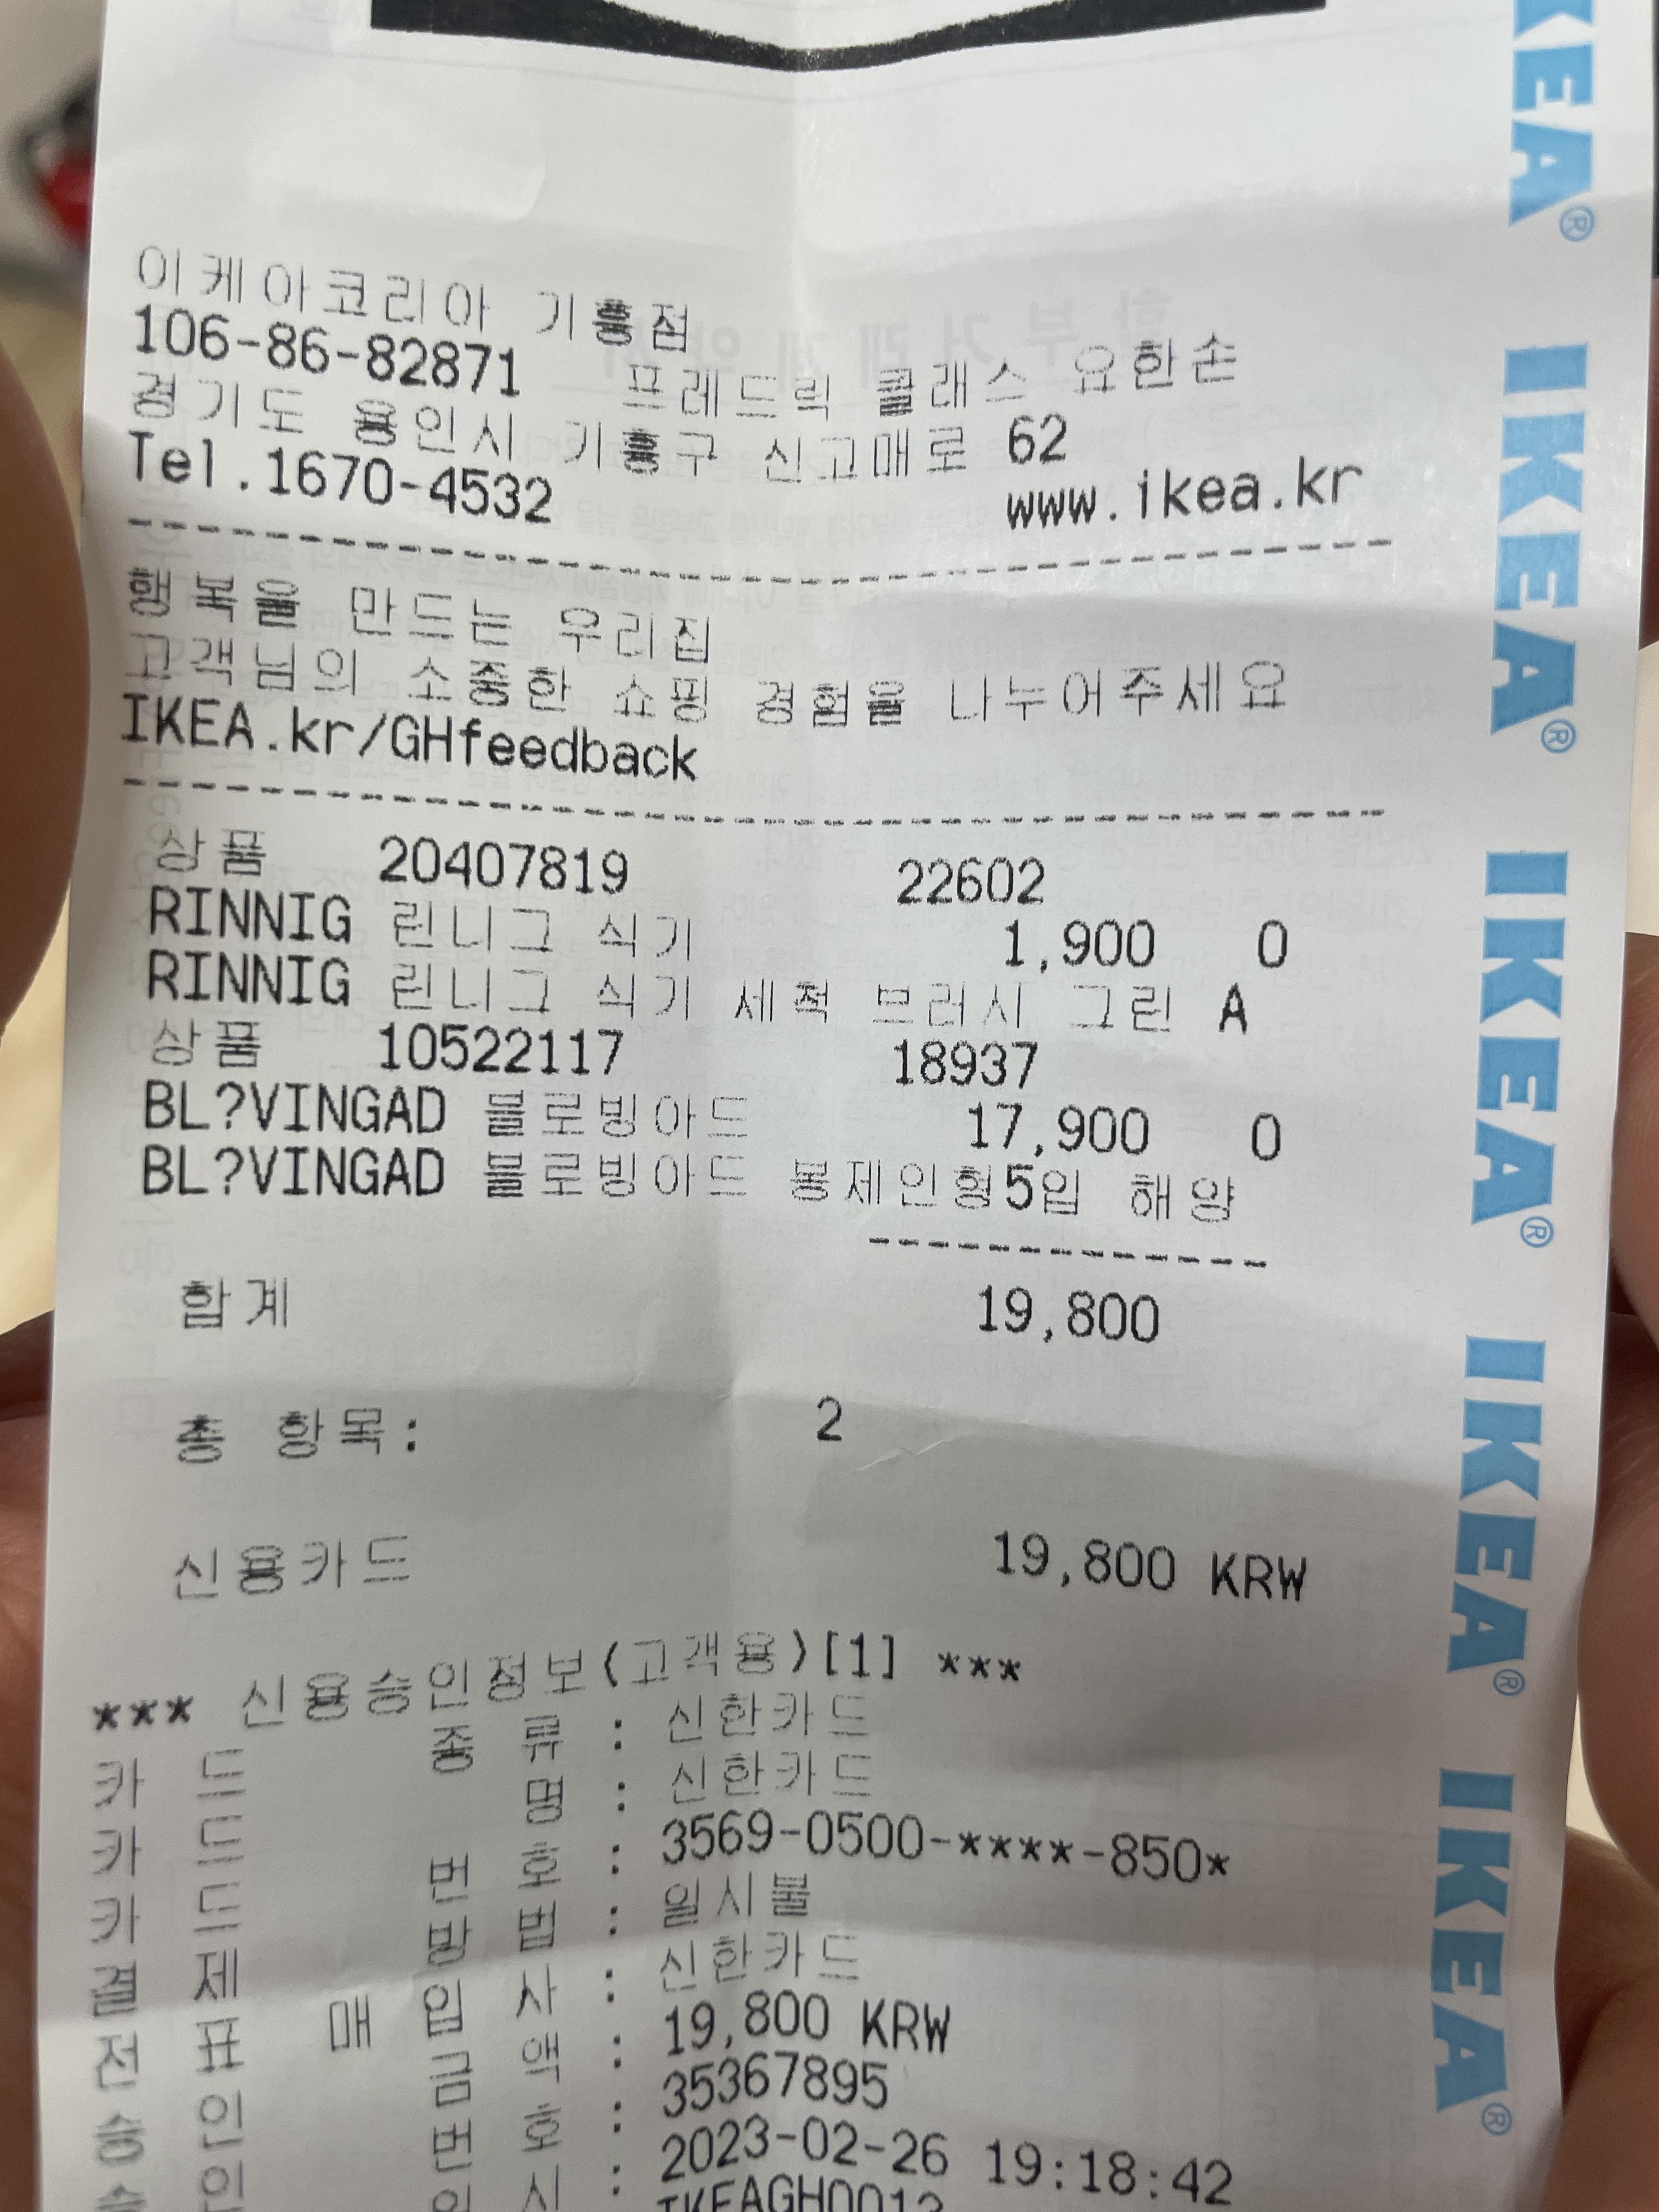 이케아코리아 기흥점
106-86-82871 프레드릭 클래스 요한손
경기도 용인시 기흥구 신고매로 62
Tel.1670-4532 www.ikea.kr
행복을 만드는 우리집
고객님의 소중한 쇼핑 경험을 나누어주세요
IKEA.kr/GHfeedback
상품 20407819 22602
RINNIG 린니그 식기 1,900 0
RINNIG 린니그 식기 세척 브러시 그린 A
상품 10522117 18937
BL?VINGAD 블로빙아드 17,900 0
BL?VINGAD 블로빙아드 봉제인형5입 해양
합계 19,800
총 항목: 2
신용카드 19,800 KRW
*** 신용승인정보(고객용)[1] ***
카드 종류 : 신한카드
카드 명 : 신한카드
카드 번호 : 3569-0500-****-850*
결제 방법 : 일시불
전표 매입사 : 신한카드
승인 금액 : 19,800 KRW
승인 번호 : 35367895
일시 : 2023-02-26 19:18:42
IKEAGH0013
IKEA®
IKEA®
IKEA®
IKEA®
IKEA®